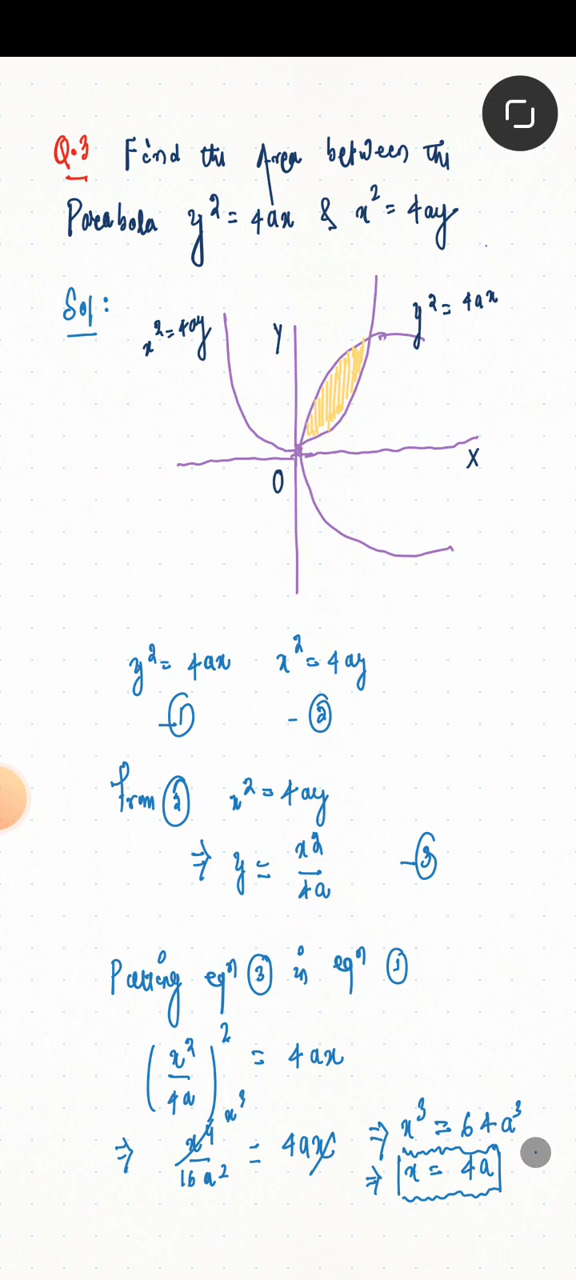 Q.3 Find the Area between the
Parabola y² = 4ax & x² = 4ay
Sol:
x² = 4ay
Y
y² = 4ax
X
O
y² = 4ax x² = 4ay
—① —②
from ② x² = 4ay
⇒ y = x²/4a —③
Putting eqⁿ ③ in eqⁿ ①
(x²/4a)² = 4ax
⇒ x⁴/16a² = 4ax ⇒ x³ = 64a³
x³
⇒ x = 4a